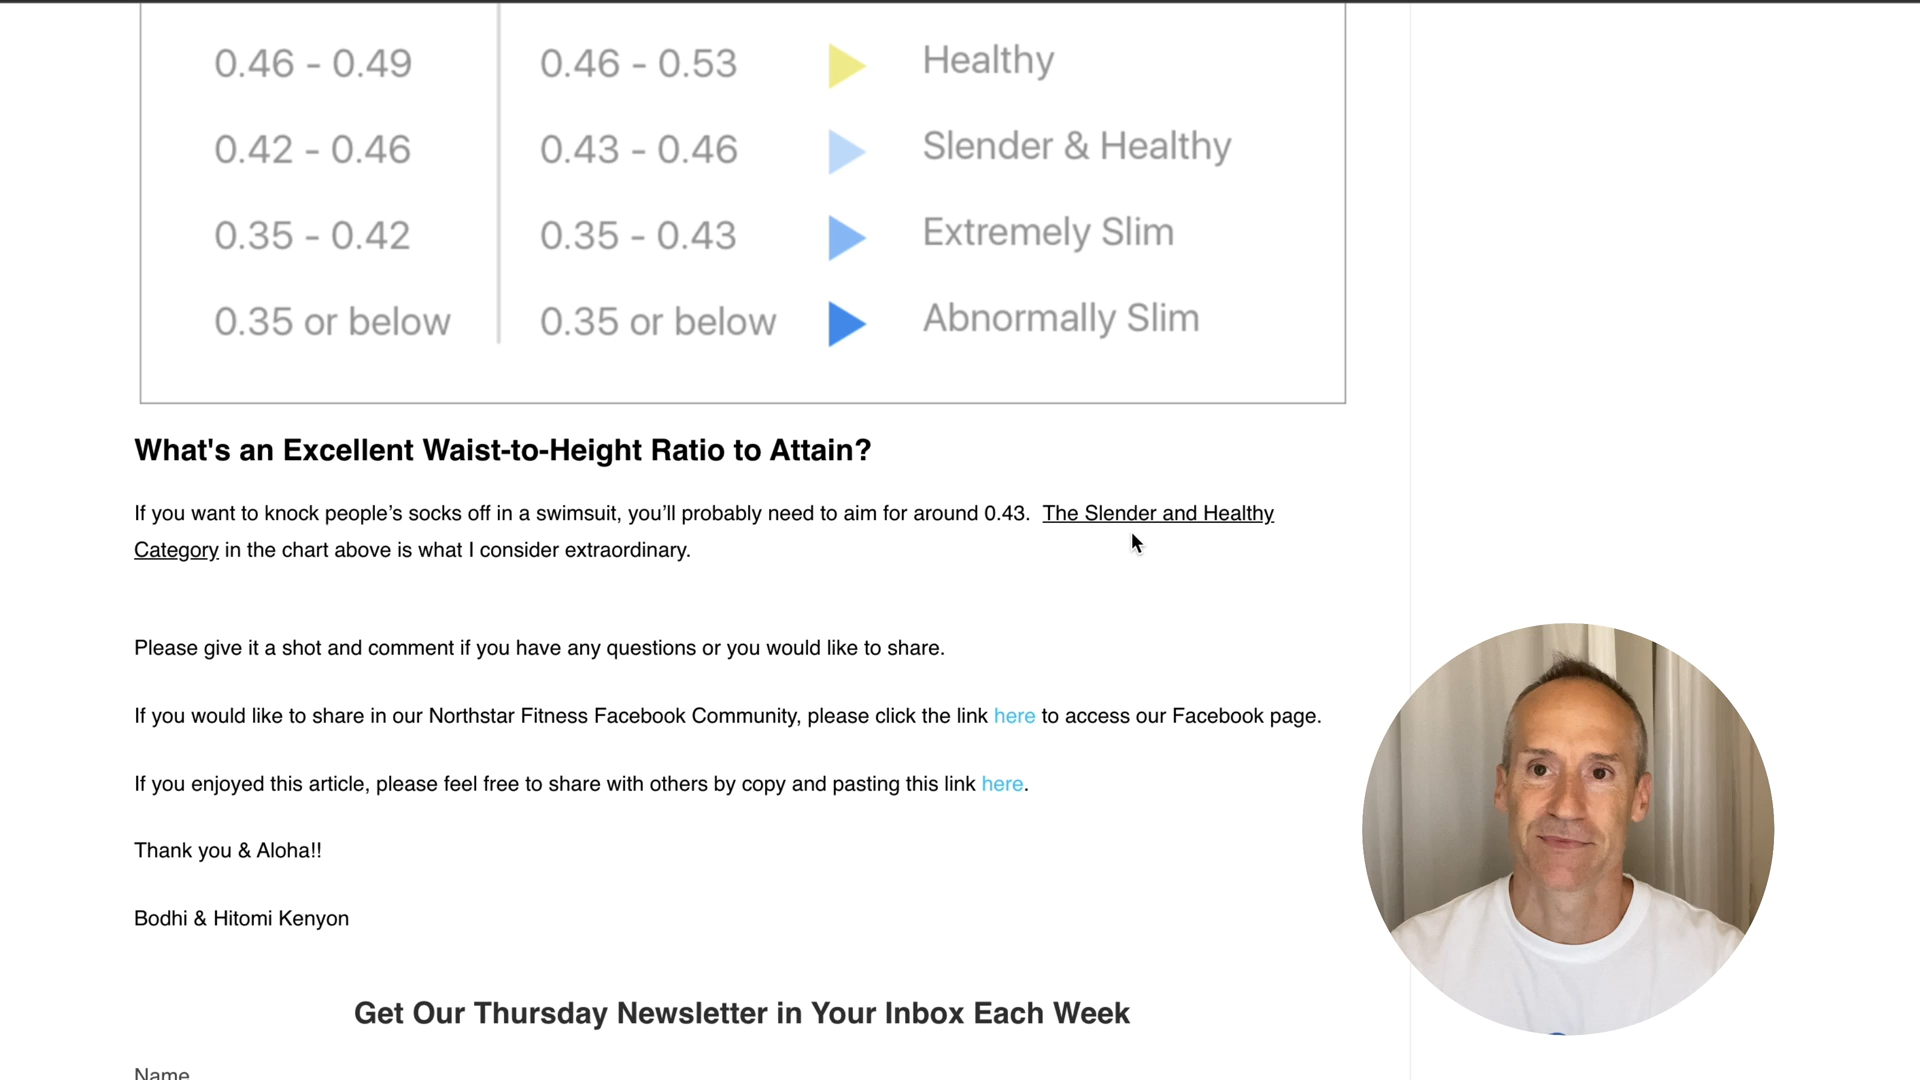 0.46 - 0.49 0.46 - 0.53 Healthy
0.42 - 0.46 0.43 - 0.46 Slender & Healthy
0.35 - 0.42 0.35 - 0.43 Extremely Slim
0.35 or below 0.35 or below Abnormally Slim
What's an Excellent Waist-to-Height Ratio to Attain?
If you want to knock people’s socks off in a swimsuit, you’ll probably need to aim for around 0.43. The Slender and Healthy
Category in the chart above is what I consider extraordinary.
Please give it a shot and comment if you have any questions or you would like to share.
If you would like to share in our Northstar Fitness Facebook Community, please click the link here to access our Facebook page.
If you enjoyed this article, please feel free to share with others by copy and pasting this link here.
Thank you & Aloha!!
Bodhi & Hitomi Kenyon
Get Our Thursday Newsletter in Your Inbox Each Week
Name